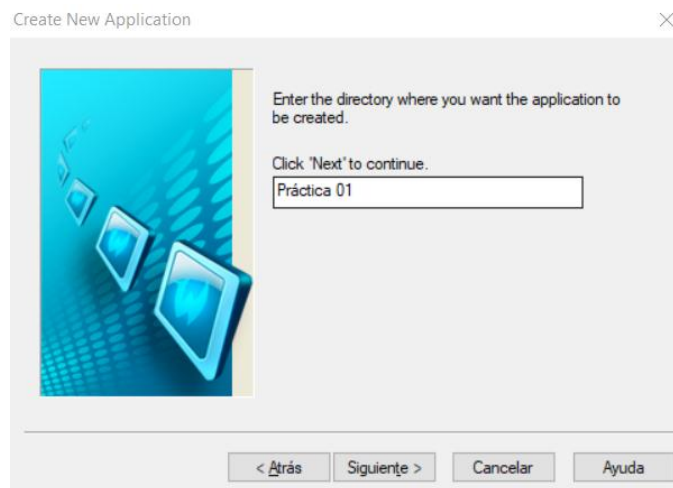 Create New Application
Enter the directory where you want the application to
be created.
Click 'Next' to continue.
Práctica 01
< Atrás
Siguiente >
Cancelar
Ayuda